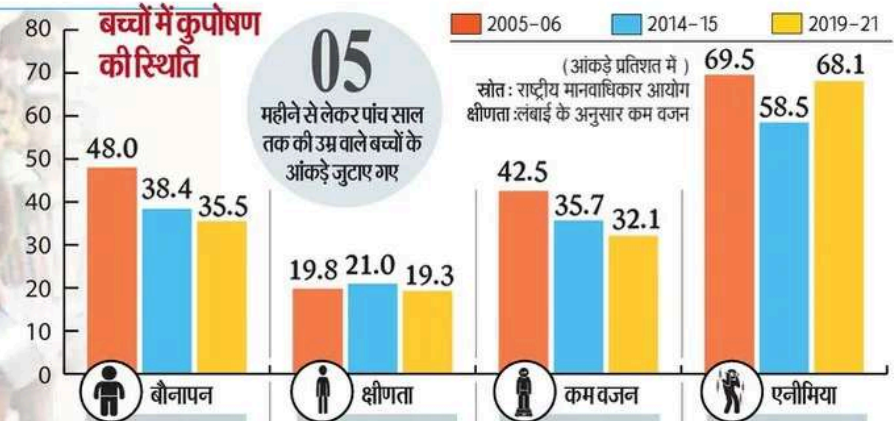 बच्चों में कुपोषण
की स्थिति
05
महीने से लेकर पांच साल
तक की उम्र वाले बच्चों के
आंकड़े जुटाए गए
2005-06 2014-15 2019-21
(आंकड़े प्रतिशत में )
स्रोत : राष्ट्रीय मानवाधिकार आयोग
क्षीणता :लंबाई के अनुसार कम वजन
80
70
60
50
40
30
20
10
0
48.0 38.4 35.5
19.8 21.0 19.3
42.5 35.7 32.1
69.5 58.5 68.1
बौनापन क्षीणता कम वजन एनीमिया